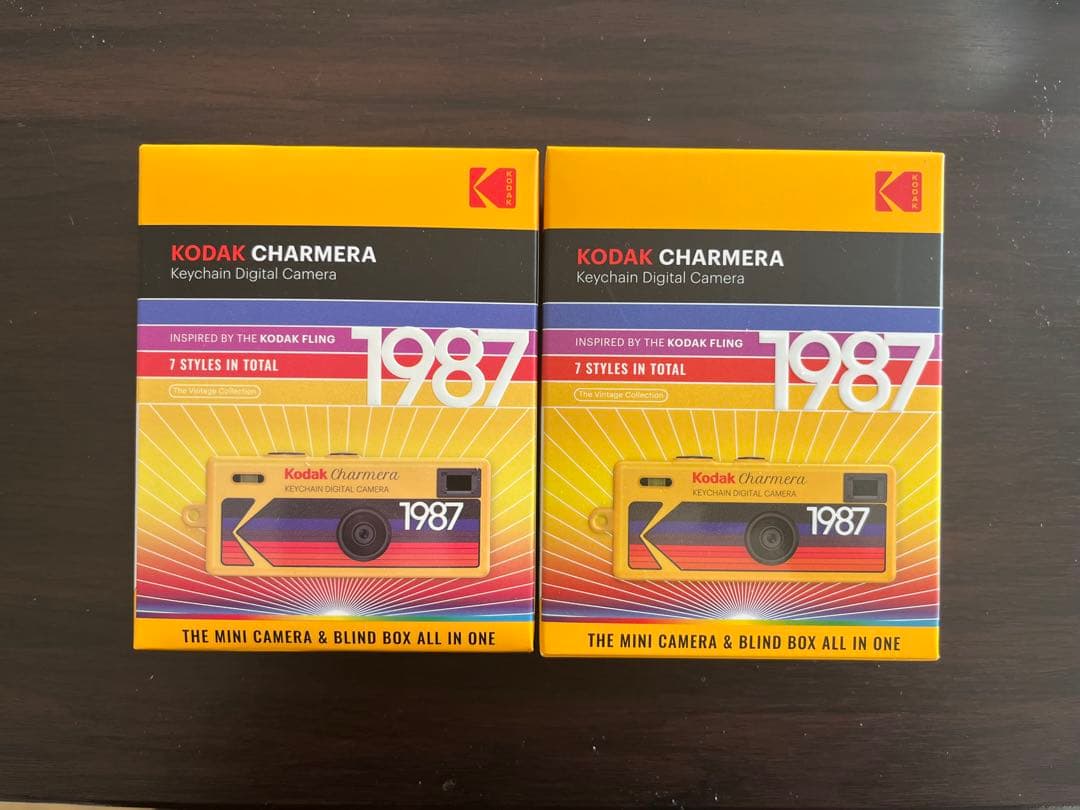 KODAK
KODAK CHARMERA
Keychain Digital Camera
INSPIRED BY THE KODAK FLING
1987
7 STYLES IN TOTAL
The Vintage Collection
Kodak Charmera
KEYCHAIN DIGITAL CAMERA
1987
THE MINI CAMERA & BLIND BOX ALL IN ONE
KODAK
KODAK CHARMERA
Keychain Digital Camera
INSPIRED BY THE KODAK FLING
1987
7 STYLES IN TOTAL
The Vintage Collection
Kodak Charmera
KEYCHAIN DIGITAL CAMERA
1987
THE MINI CAMERA & BLIND BOX ALL IN ONE